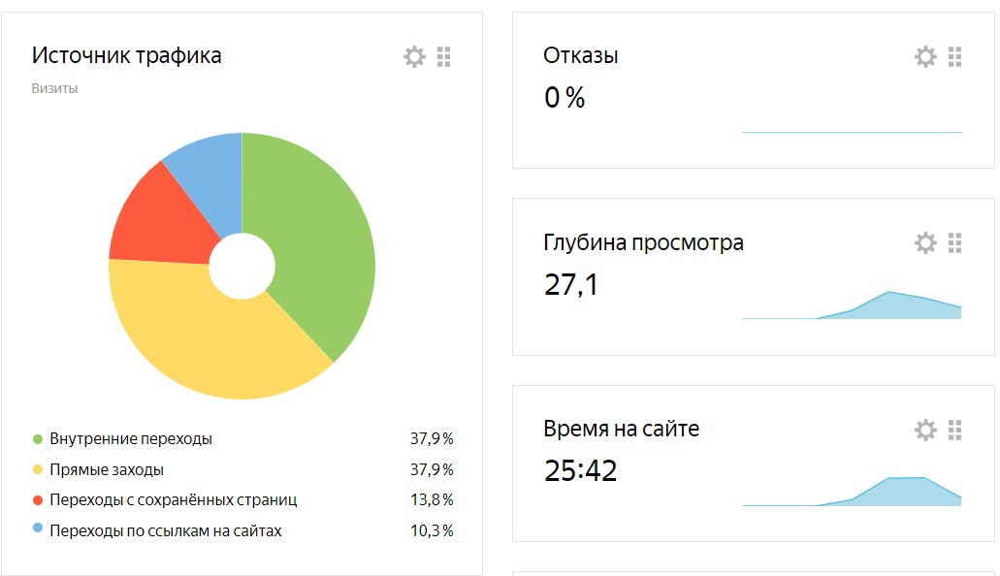 Источник трафика
Визиты
Внутренние переходы 37,9 %
Прямые заходы 37,9 %
Переходы с сохранённых страниц 13,8 %
Переходы по ссылкам на сайтах 10,3 %
Отказы
0 %
Глубина просмотра
27,1
Время на сайте
25:42